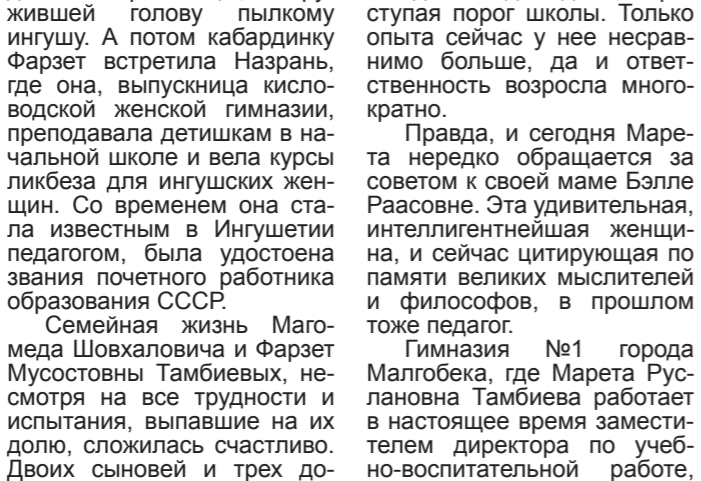 жившей голову пылкому
ингушу. А потом кабардинку
Фарзет встретила Назрань,
где она, выпускница кисло-
водской женской гимназии,
преподавала детишкам в на-
чальной школе и вела курсы
ликбеза для ингушских жен-
щин. Со временем она ста-
ла известным в Ингушетии
педагогом, была удостоена
звания почетного работника
образования СССР.
Семейная жизнь Маго-
меда Шовхаловича и Фарзет
Мусостовны Тамбиевых, не-
смотря на все трудности и
испытания, выпавшие на их
долю, сложилась счастливо.
Двоих сыновей и трех до-
ступая порог школы. Только
опыта сейчас у нее несрав-
нимо больше, да и ответ-
ственность возросла много-
кратно.
Правда, и сегодня Маре-
та нередко обращается за
советом к своей маме Бэлле
Раасовне. Эта удивительная,
интеллигентнейшая женщи-
на, и сейчас цитирующая по
памяти великих мыслителей
и философов, в прошлом
тоже педагог.
Гимназия №1 города
Малгобека, где Марета Рус-
лановна Тамбиева работает
в настоящее время замести-
телем директора по учеб-
но-воспитательной работе,